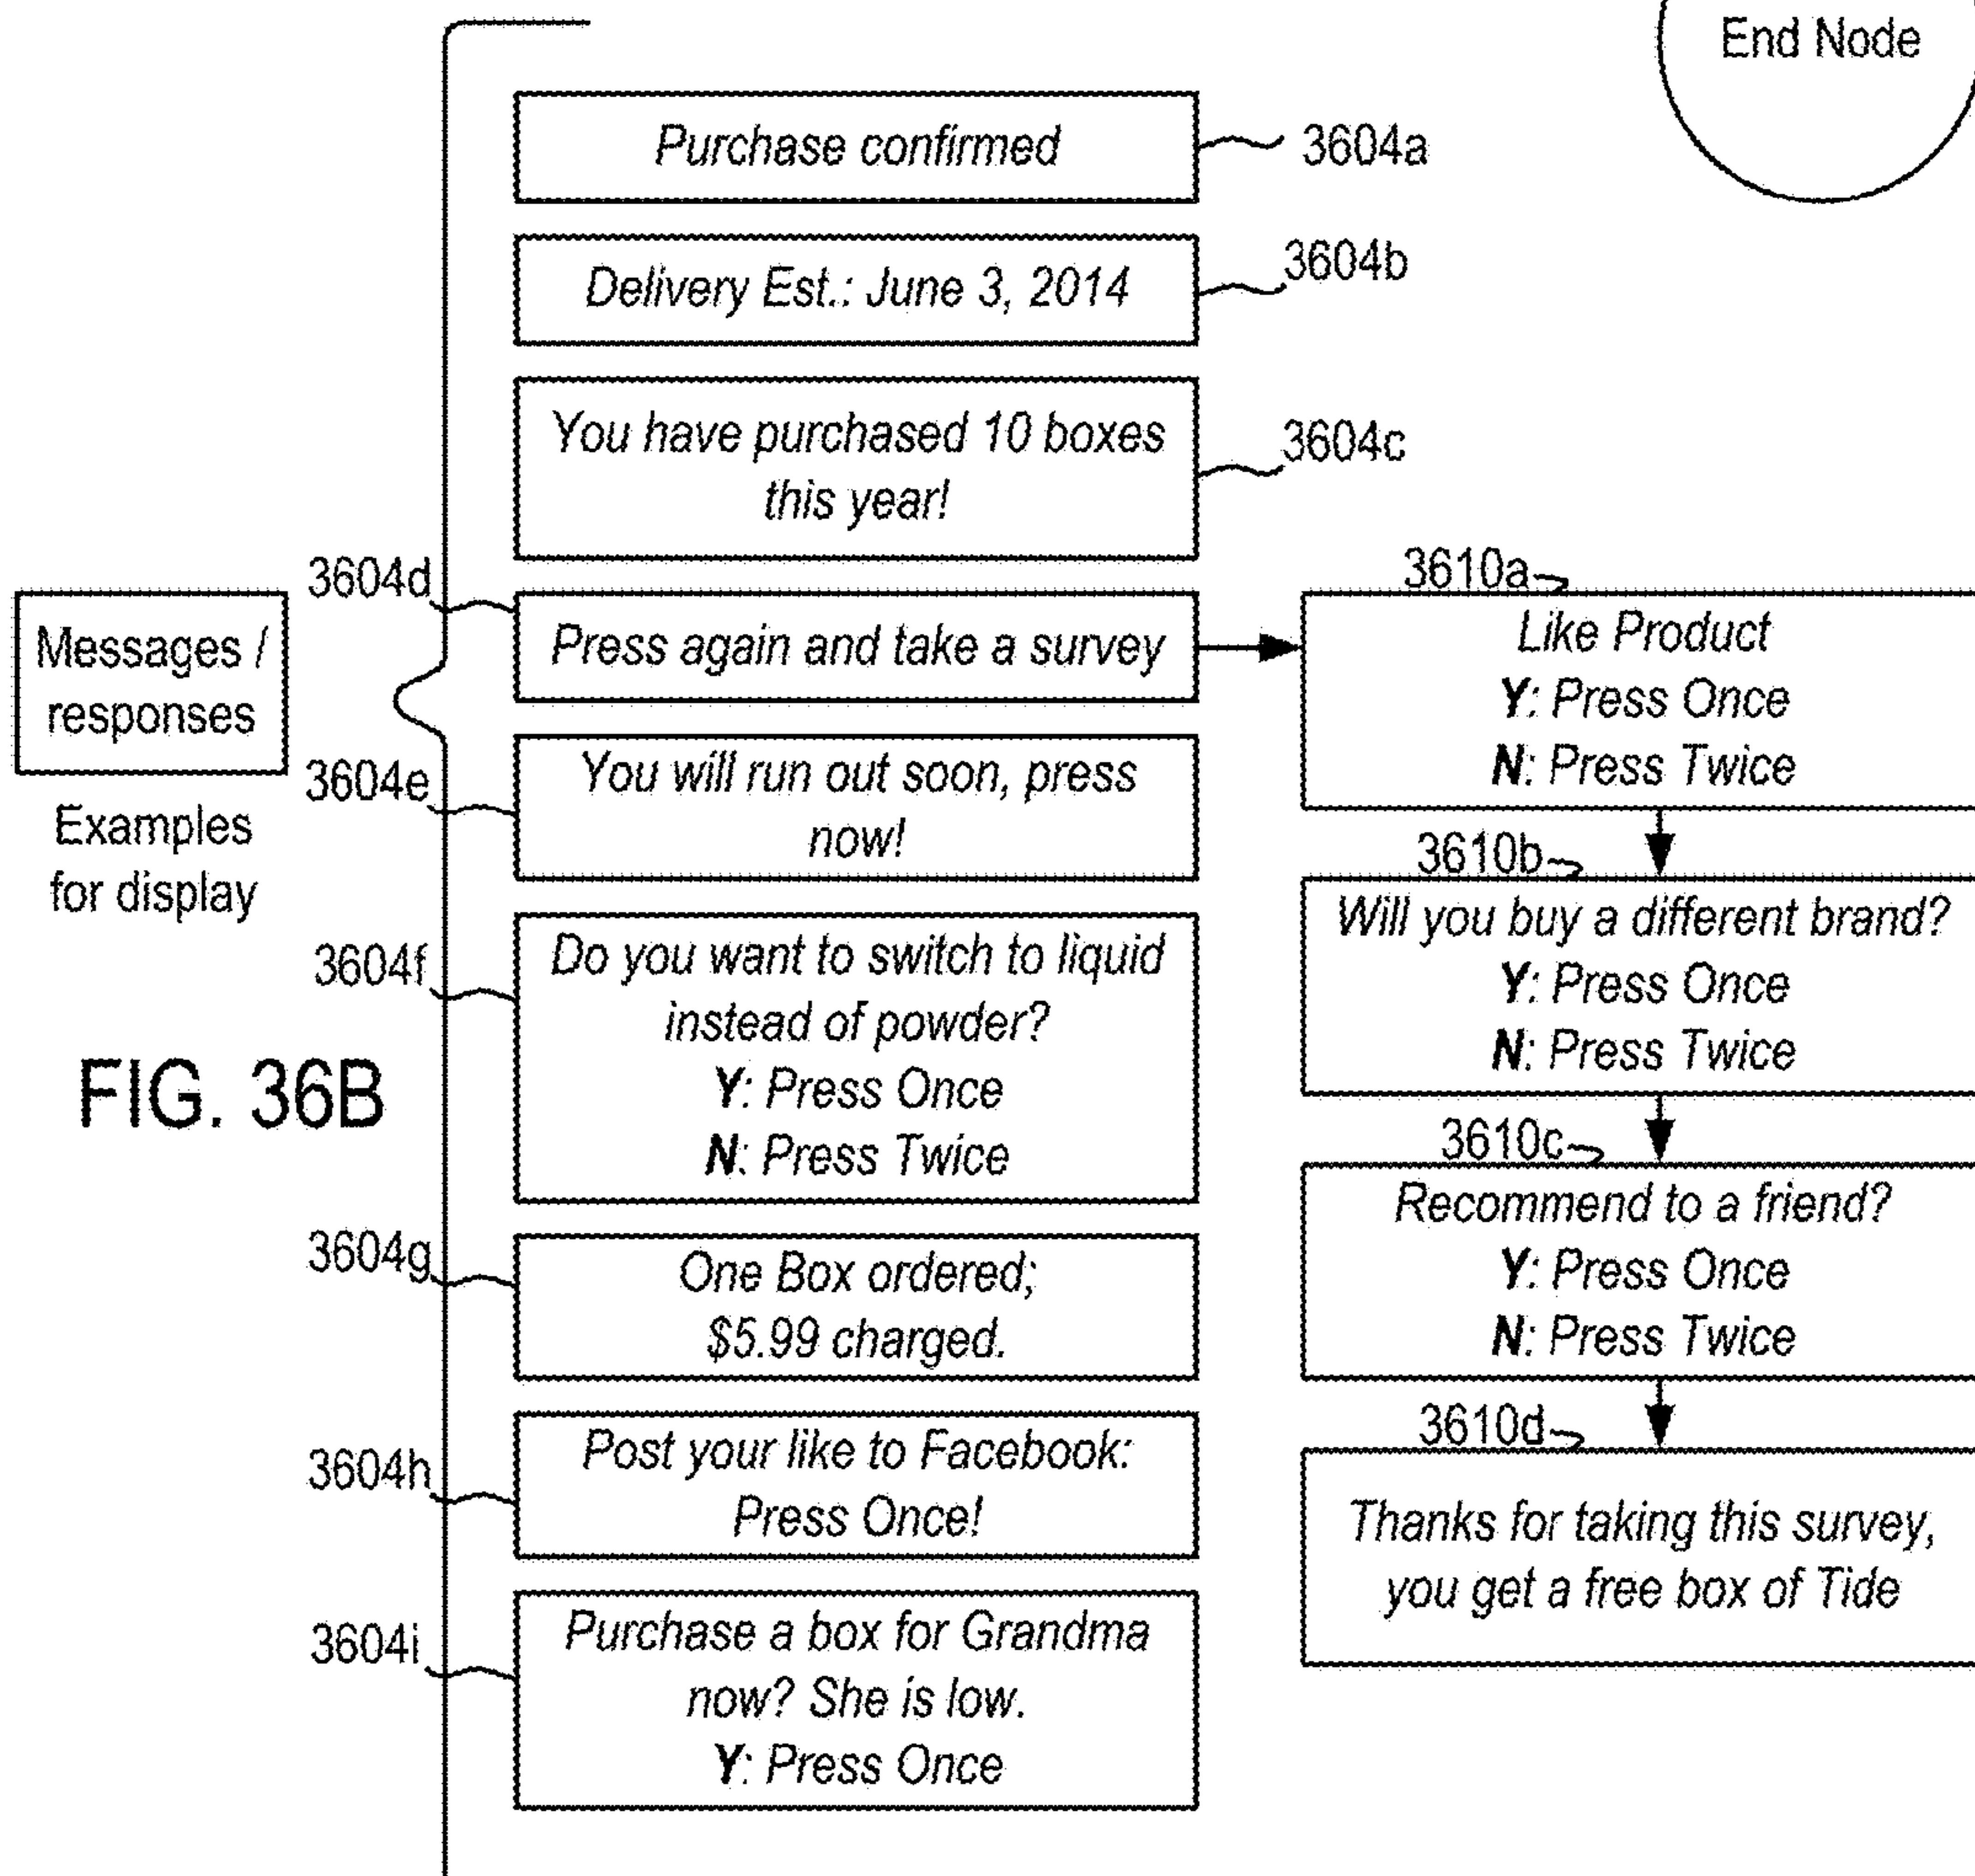 End Node
Purchase confirmed
3604a
Delivery Est.: June 3, 2014
3604b
You have purchased 10 boxes
this year!
3604c
3604d
Press again and take a survey
Messages /
responses
Examples
for display
3604e
You will run out soon, press
now!
3604f
Do you want to switch to liquid
instead of powder?
Y: Press Once
N: Press Twice
FIG. 36B
3604g
One Box ordered;
$5.99 charged.
3604h
Post your like to Facebook:
Press Once!
3604i
Purchase a box for Grandma
now? She is low.
Y: Press Once
3610a
Like Product
Y: Press Once
N: Press Twice
3610b
Will you buy a different brand?
Y: Press Once
N: Press Twice
3610c
Recommend to a friend?
Y: Press Once
N: Press Twice
3610d
Thanks for taking this survey,
you get a free box of Tide